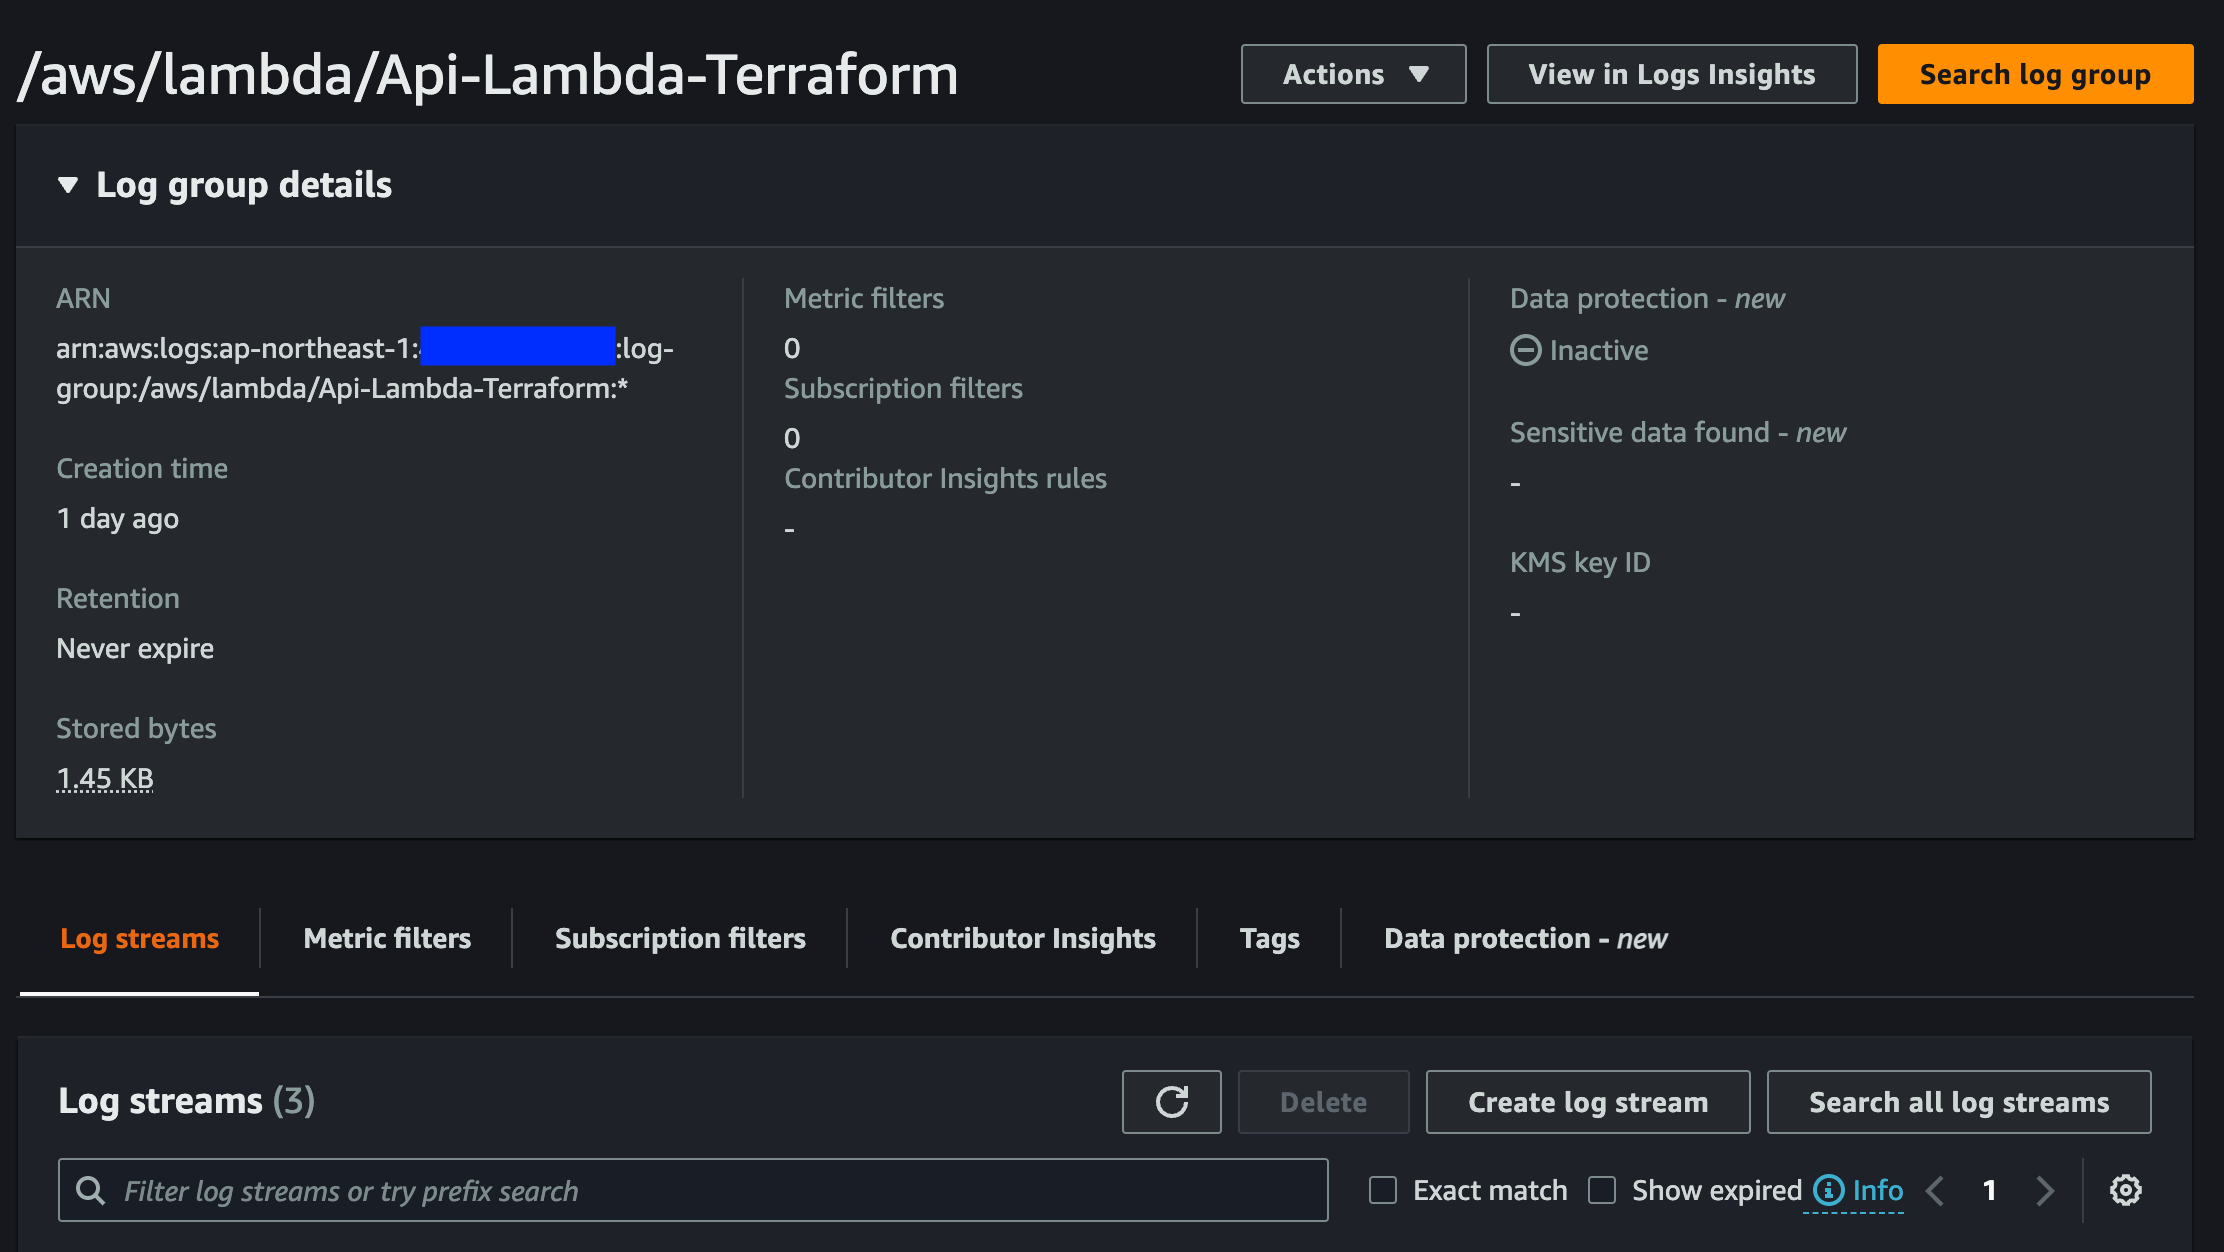 /aws/lambda/Api-Lambda-Terraform
Actions
View in Logs Insights
Search log group
Log group details
ARN
arn:aws:logs:ap-northeast-1: :log-
group:/aws/lambda/Api-Lambda-Terraform:*
Creation time
1 day ago
Retention
Never expire
Stored bytes
1.45 KB
Metric filters
0
Subscription filters
0
Contributor Insights rules
-
Data protection - new
Inactive
Sensitive data found - new
-
KMS key ID
-
Log streams
Metric filters
Subscription filters
Contributor Insights
Tags
Data protection - new
Log streams (3)
Delete
Create log stream
Search all log streams
Filter log streams or try prefix search
Exact match
Show expired
Info
1